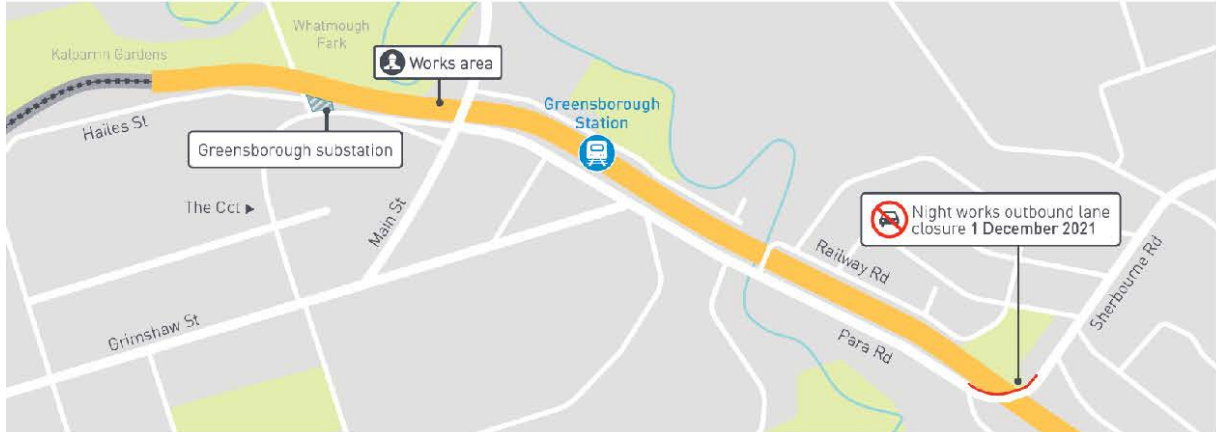 Whatmough
Park
Kalparrin Gardens
Works area
Greensborough
Station
Hailes St
Greensborough substation
The Cct
Main St
Night works outbound lane
closure 1 December 2021
Railway Rd
Sherbourne Rd
Grimshaw St
Para Rd